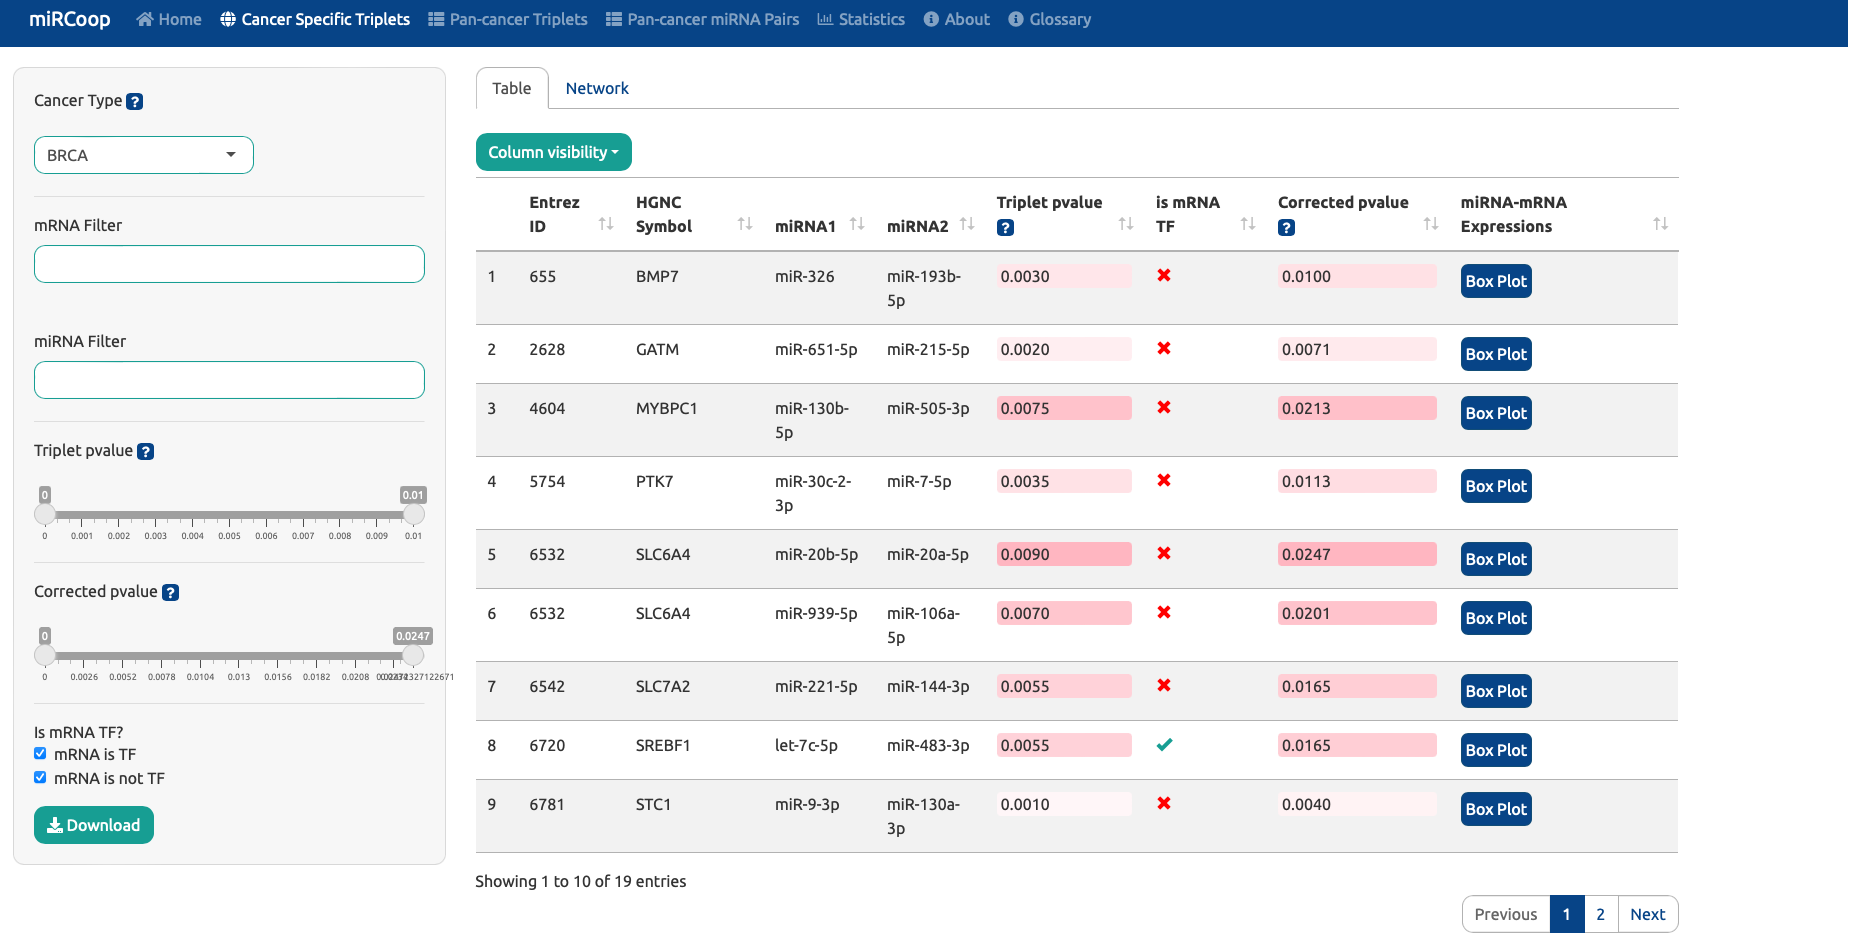 miRCoop Home Cancer Specific Triplets Pan-cancer Triplets Pan-cancer miRNA Pairs Statistics About Glossary
Cancer Type ?
BRCA
mRNA Filter
miRNA Filter
Triplet pvalue ?
0 0.01
0 0.001 0.002 0.003 0.004 0.005 0.006 0.007 0.008 0.009 0.01
Corrected pvalue ?
0 0.0247
0 0.0026 0.0052 0.0078 0.0104 0.013 0.0156 0.0182 0.0208
Is mRNA TF?
mRNA is TF
mRNA is not TF
Download
Table Network
Column visibility
Entrez ID HGNC Symbol miRNA1 miRNA2 Triplet pvalue ? is mRNA TF Corrected pvalue ? miRNA-mRNA Expressions
1 655 BMP7 miR-326 miR-193b-5p 0.0030 0.0100 Box Plot
2 2628 GATM miR-651-5p miR-215-5p 0.0020 0.0071 Box Plot
3 4604 MYBPC1 miR-130b-5p miR-505-3p 0.0075 0.0213 Box Plot
4 5754 PTK7 miR-30c-2-3p miR-7-5p 0.0035 0.0113 Box Plot
5 6532 SLC6A4 miR-20b-5p miR-20a-5p 0.0090 0.0247 Box Plot
6 6532 SLC6A4 miR-939-5p miR-106a-5p 0.0070 0.0201 Box Plot
7 6542 SLC7A2 miR-221-5p miR-144-3p 0.0055 0.0165 Box Plot
8 6720 SREBF1 let-7c-5p miR-483-3p 0.0055 0.0165 Box Plot
9 6781 STC1 miR-9-3p miR-130a-3p 0.0010 0.0040 Box Plot
Showing 1 to 10 of 19 entries
Previous 1 2 Next